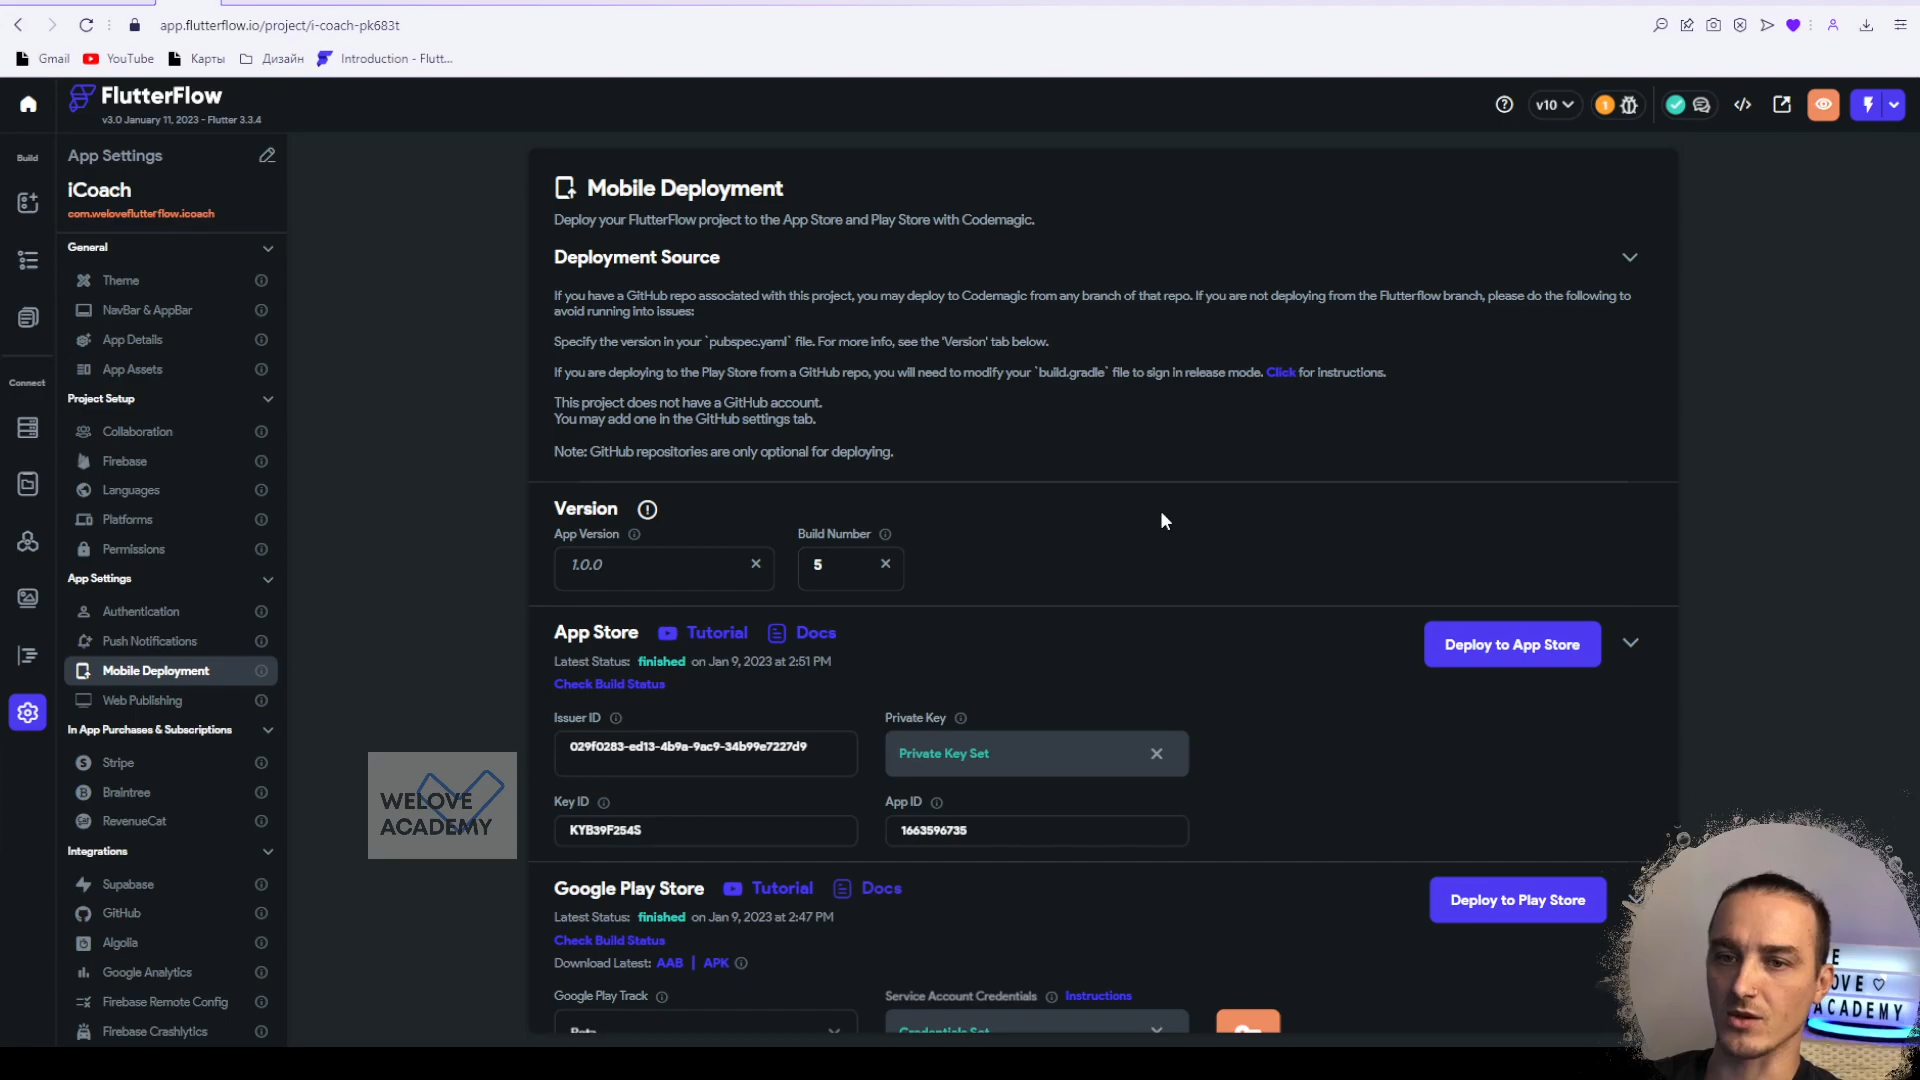 app.flutterflow.io/project/i-coach-pk683t
Gmail
YouTube
Карты
Дизайн
Introduction - Flutt...
FlutterFlow
v3.0 January 11, 2023 - Flutter 3.3.4
v10
1
Build
Connect
App Settings
iCoach
com.weloveflutterflow.icoach
General
Theme
NavBar & AppBar
App Details
App Assets
Project Setup
Collaboration
Firebase
Languages
Platforms
Permissions
App Settings
Authentication
Push Notifications
Mobile Deployment
Web Publishing
In App Purchases & Subscriptions
Stripe
Braintree
RevenueCat
Integrations
Supabase
GitHub
Algolia
Google Analytics
Firebase Remote Config
Firebase Crashlytics
Mobile Deployment
Deploy your FlutterFlow project to the App Store and Play Store with Codemagic.
Deployment Source
If you have a GitHub repo associated with this project, you may deploy to Codemagic from any branch of that repo. If you are not deploying from the Flutterflow branch, please do the following to
avoid running into issues:
Specify the version in your `pubspec.yaml` file. For more info, see the 'Version' tab below.
If you are deploying to the Play Store from a GitHub repo, you will need to modify your `build.gradle` file to sign in release mode. Click for instructions.
This project does not have a GitHub account.
You may add one in the GitHub settings tab.
Note: GitHub repositories are only optional for deploying.
Version
App Version
Build Number
1.0.0
5
App Store
Tutorial
Docs
Deploy to App Store
Latest Status: finished on Jan 9, 2023 at 2:51 PM
Check Build Status
Issuer ID
Private Key
029f0283-ed13-4b9a-9ac9-34b99e7227d9
Private Key Set
Key ID
App ID
KYB39F254S
1663596735
Google Play Store
Tutorial
Docs
Deploy to Play Store
Latest Status: finished on Jan 9, 2023 at 2:47 PM
Check Build Status
Download Latest: AAB | APK
Google Play Track
Service Account Credentials
Instructions
Beta
Credentials Set
WELOVE
ACADEMY
WE
LOVE
ACADEMY